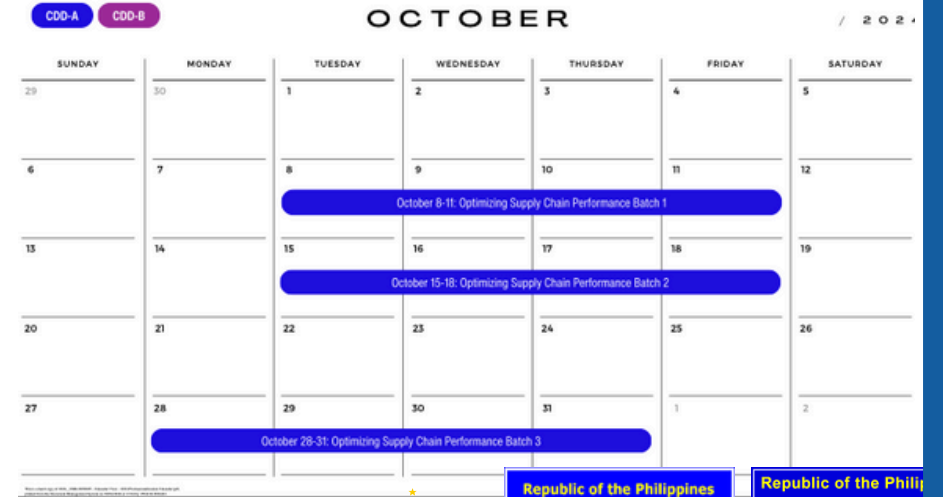 CDD-A CDD-B OCTOBER / 202
SUNDAY MONDAY TUESDAY WEDNESDAY THURSDAY FRIDAY SATURDAY
29 30 1 2 3 4 5
6 7 8 9 10 11 12
October 8-11: Optimizing Supply Chain Performance Batch 1
13 14 15 16 17 18 19
October 15-18: Optimizing Supply Chain Performance Batch 2
20 21 22 23 24 25 26
27 28 29 30 31 1 2
October 28-31: Optimizing Supply Chain Performance Batch 3
Republic of the Philippines Republic of the Philip